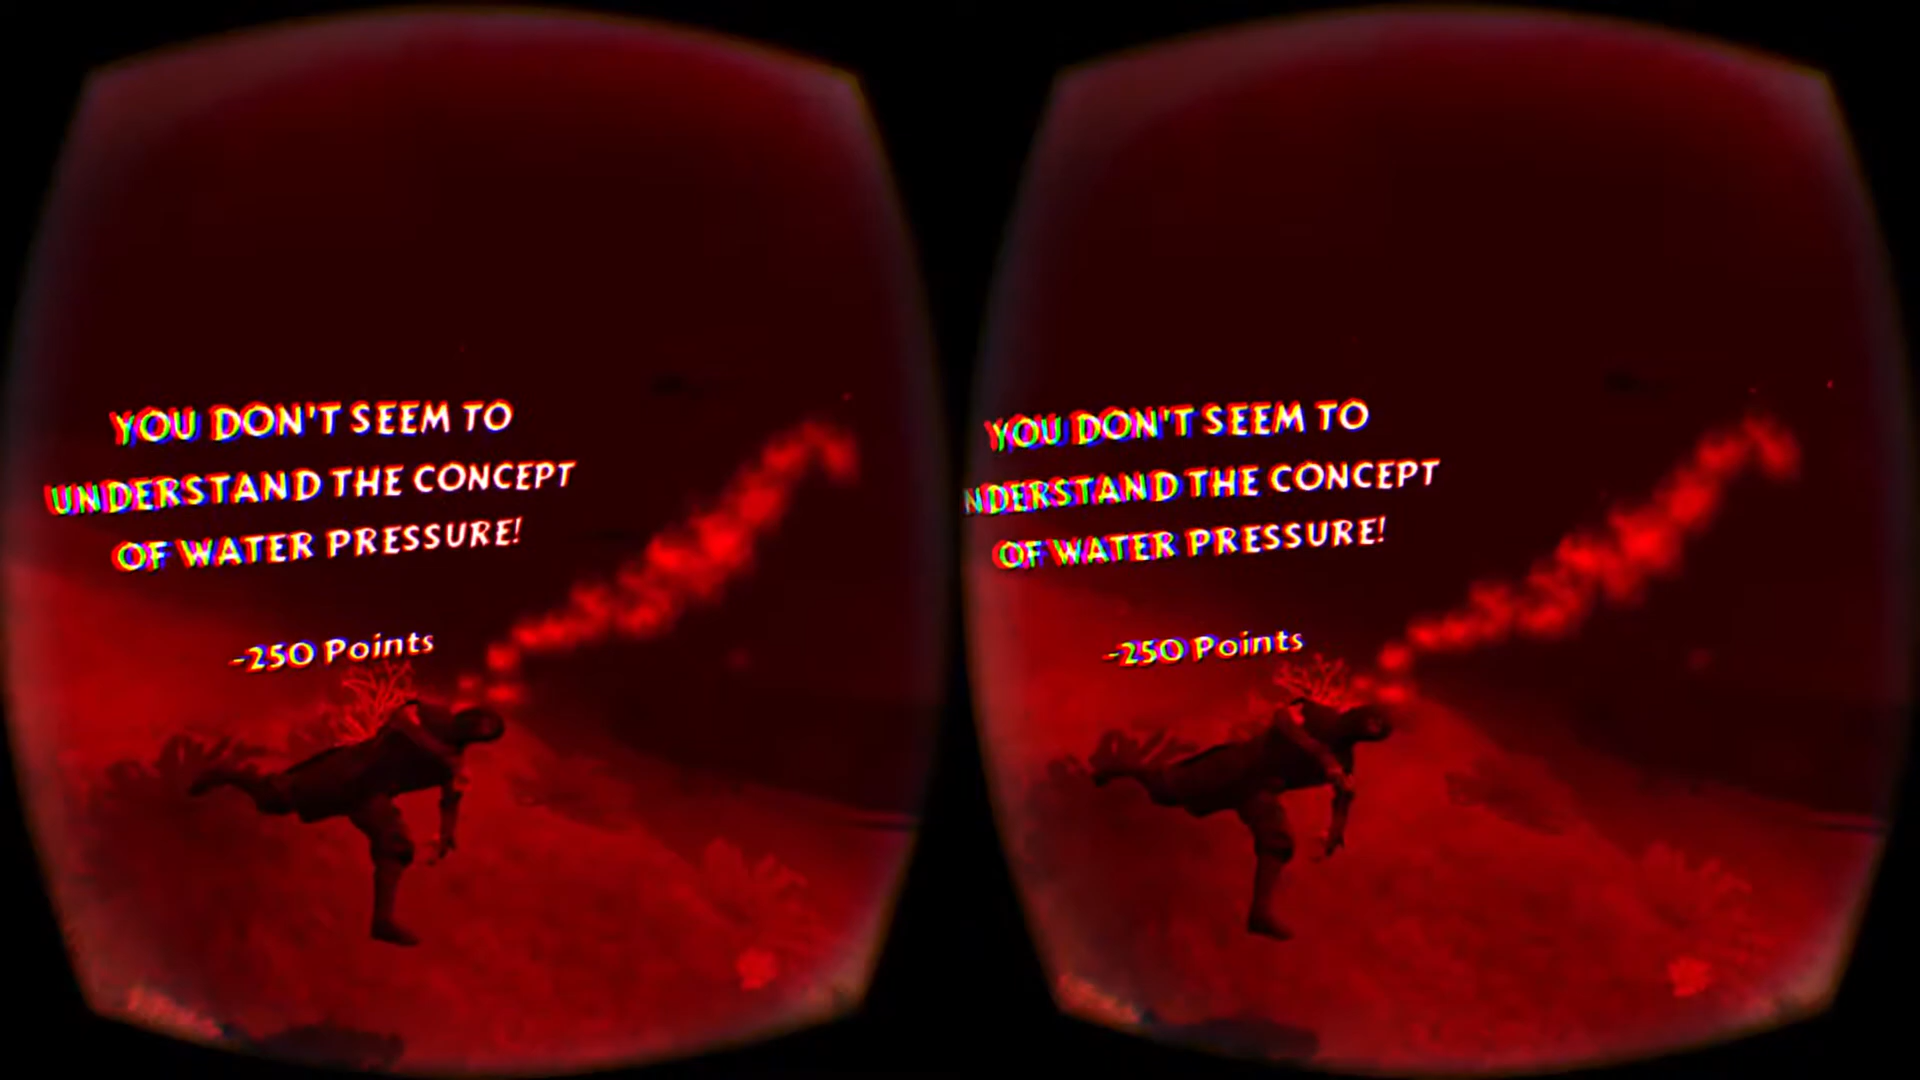 YOU DON'T SEEM TO
UNDERSTAND THE CONCEPT
OF WATER PRESSURE!
-250 Points
YOU DON'T SEEM TO
NDERSTAND THE CONCEPT
OF WATER PRESSURE!
-250 Points